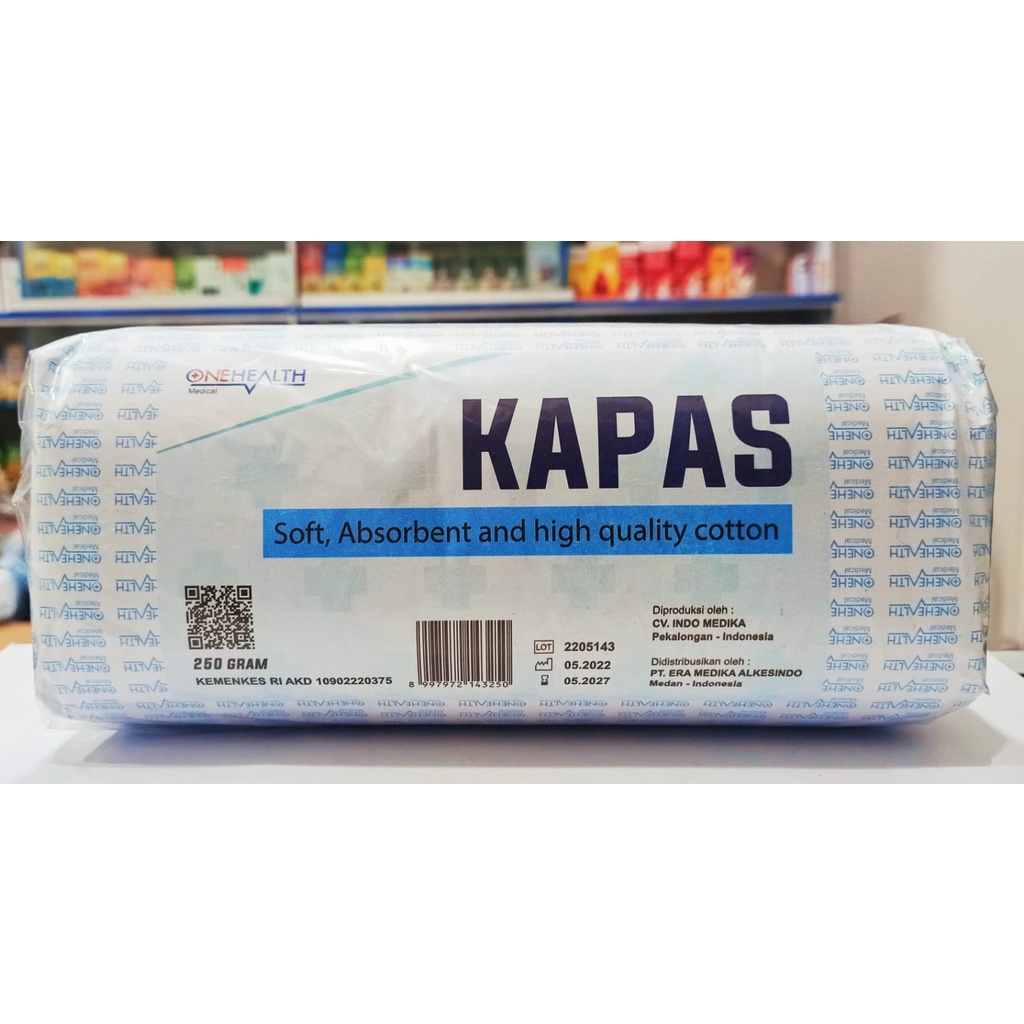 ONEHEALTH
Medical
KAPAS
Soft, Absorbent and high quality cotton
250 GRAM
KEMENKES RI AKD 10902220375
8 997972 143250
LOT 2205143
05.2022
05.2027
Diproduksi oleh :
CV. INDO MEDIKA
Pekalongan - Indonesia
Didistribusikan oleh :
PT. ERA MEDIKA ALKESINDO
Medan - Indonesia